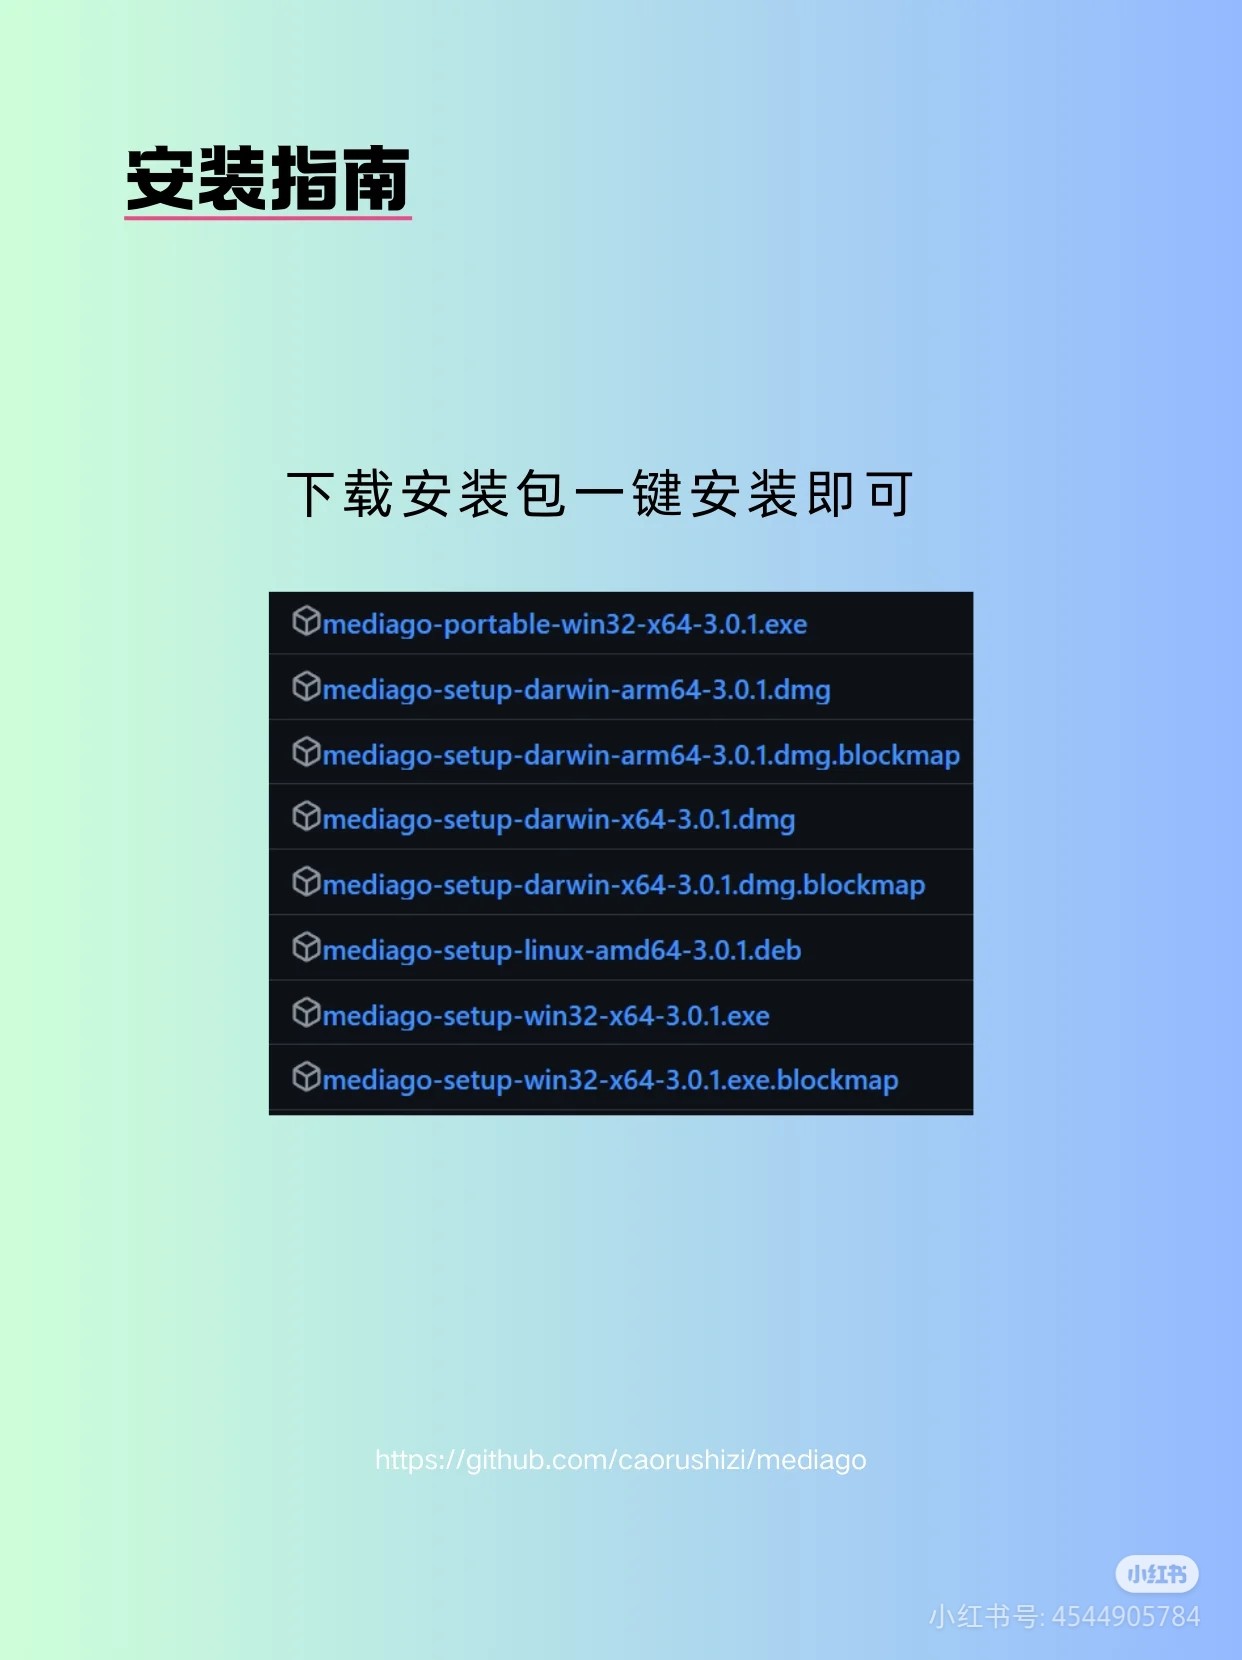 安装指南
下载安装包一键安装即可
mediago-portable-win32-x64-3.0.1.exe
mediago-setup-darwin-arm64-3.0.1.dmg
mediago-setup-darwin-arm64-3.0.1.dmg.blockmap
mediago-setup-darwin-x64-3.0.1.dmg
mediago-setup-darwin-x64-3.0.1.dmg.blockmap
mediago-setup-linux-amd64-3.0.1.deb
mediago-setup-win32-x64-3.0.1.exe
mediago-setup-win32-x64-3.0.1.exe.blockmap
https://github.com/caorushizi/mediago
小红书
小红书号: 4544905784